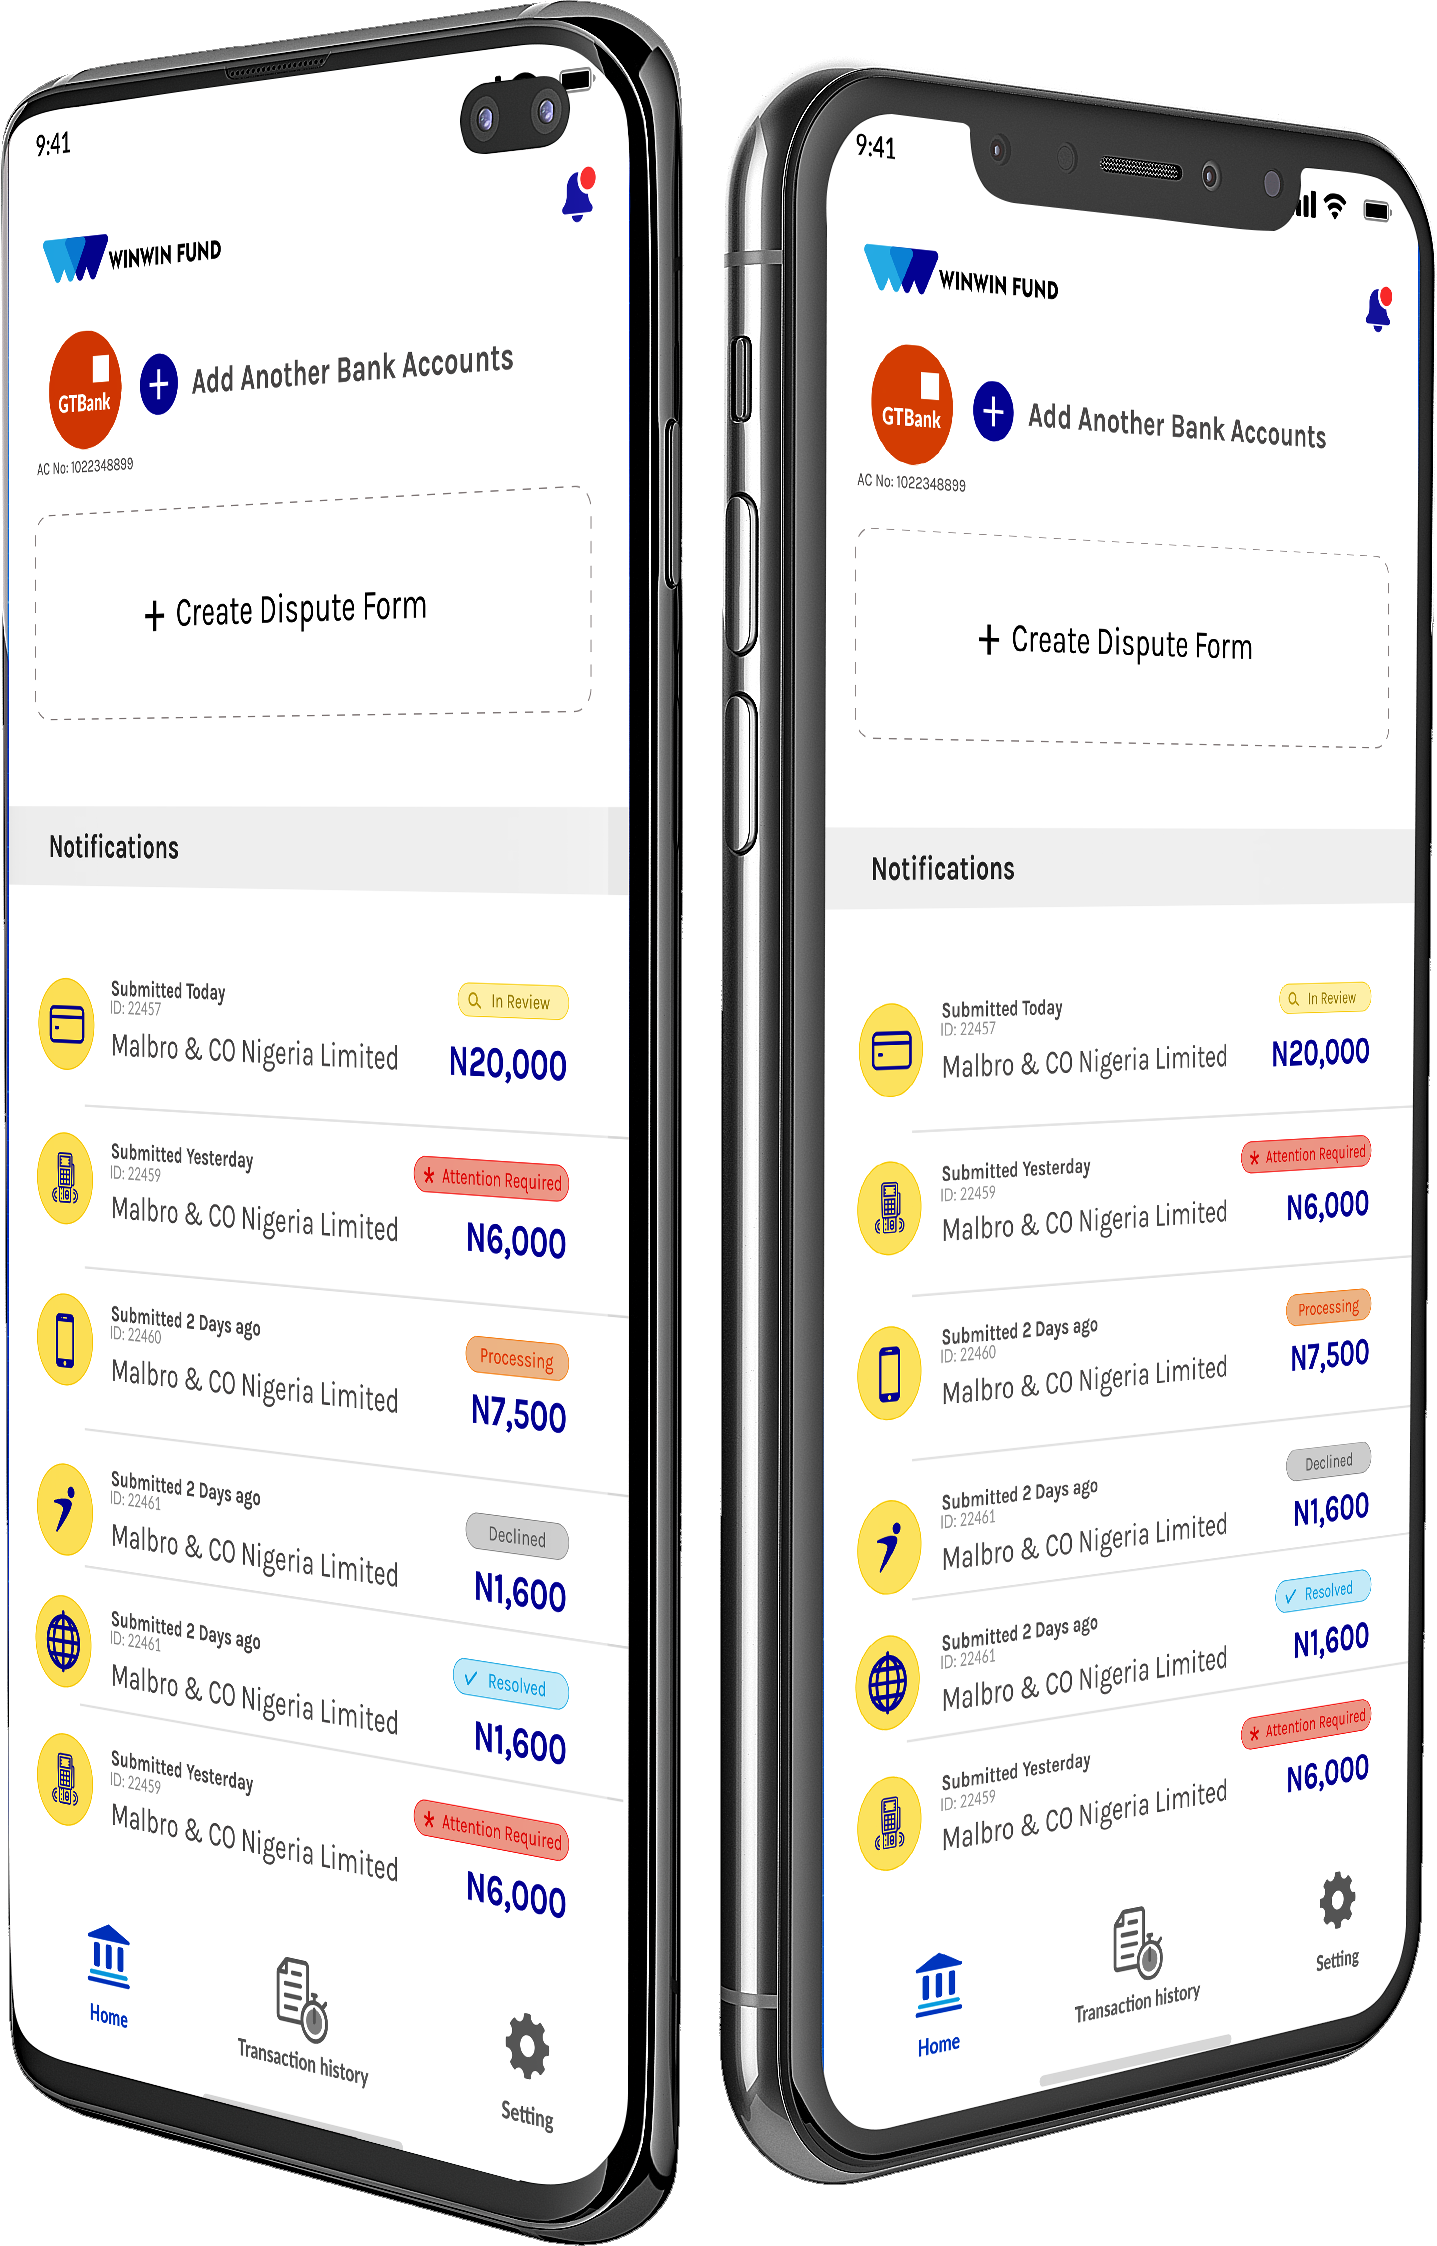 9:41
WINWIN FUND
GTBank
Add Another Bank Accounts
AC No: 1022348899
+ Create Dispute Form
Notifications
Submitted Today
ID: 22457
In Review
Malbro & CO Nigeria Limited
N20,000
Submitted Yesterday
ID: 22459
* Attention Required
Malbro & CO Nigeria Limited
N6,000
Submitted 2 Days ago
ID: 22460
Processing
Malbro & CO Nigeria Limited
N7,500
Submitted 2 Days ago
ID: 22461
Declined
Malbro & CO Nigeria Limited
N1,600
Submitted 2 Days ago
ID: 22461
✓ Resolved
Malbro & CO Nigeria Limited
N1,600
Submitted Yesterday
ID: 22459
* Attention Required
Malbro & CO Nigeria Limited
N6,000
Home
Transaction history
Setting
9:41
WINWIN FUND
GTBank
Add Another Bank Accounts
AC No: 1022348899
+ Create Dispute Form
Notifications
Submitted Today
ID: 22457
In Review
Malbro & CO Nigeria Limited
N20,000
Submitted Yesterday
ID: 22459
* Attention Required
Malbro & CO Nigeria Limited
N6,000
Submitted 2 Days ago
ID: 22460
Processing
Malbro & CO Nigeria Limited
N7,500
Submitted 2 Days ago
ID: 22461
Declined
Malbro & CO Nigeria Limited
N1,600
Submitted 2 Days ago
ID: 22461
✓ Resolved
Malbro & CO Nigeria Limited
N1,600
Submitted Yesterday
ID: 22459
* Attention Required
Malbro & CO Nigeria Limited
N6,000
Home
Transaction history
Setting